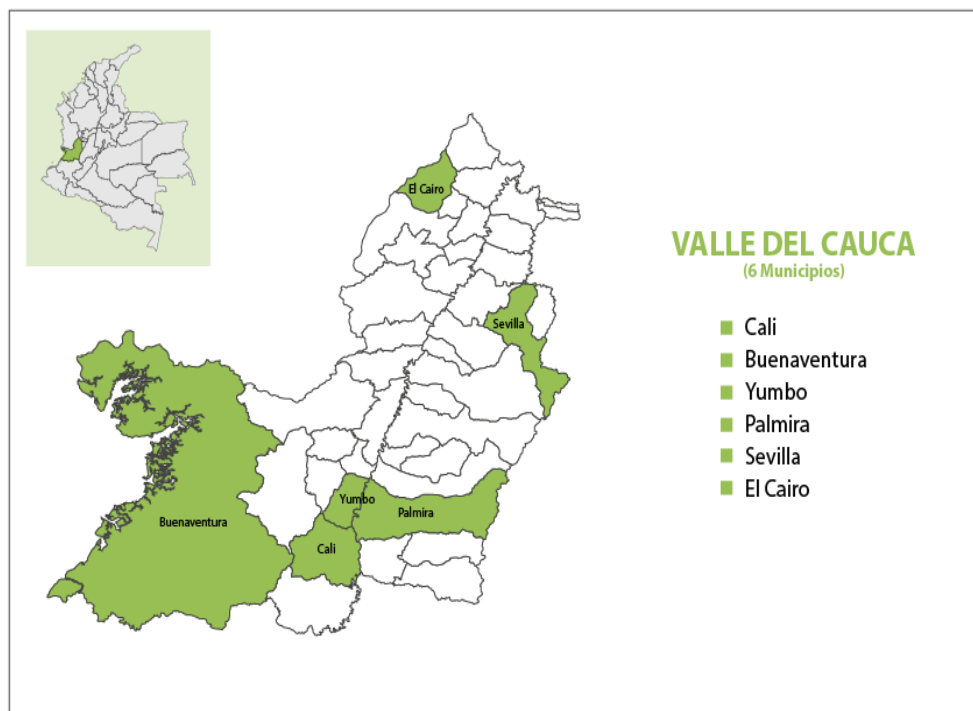 El Cairo
Sevilla
Yumbo
Palmira
Buenaventura
Cali
VALLE DEL CAUCA
(6 Municipios)
Cali
Buenaventura
Yumbo
Palmira
Sevilla
El Cairo